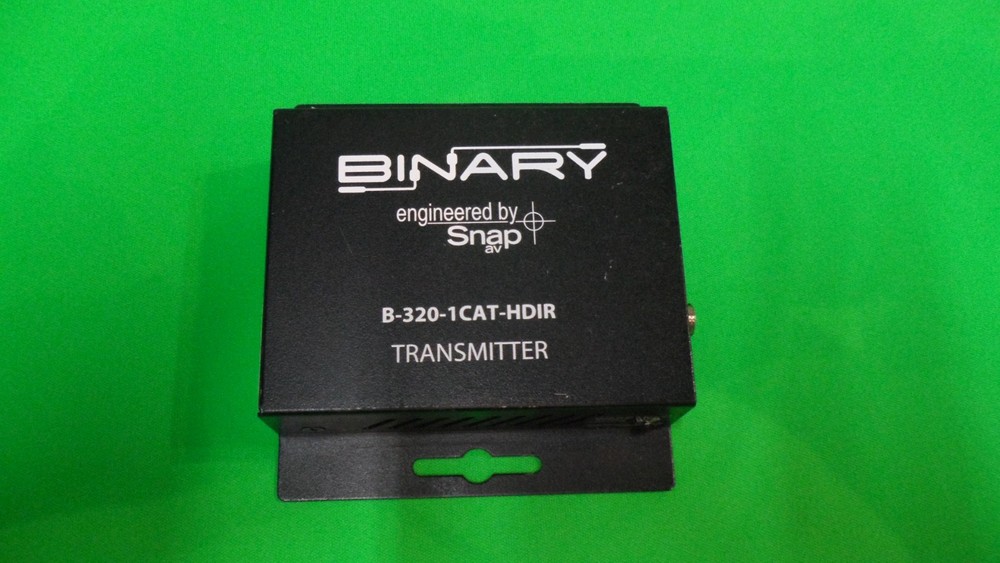 BINARY
engineered by
Snap
av
B-320-1CAT-HDIR
TRANSMITTER